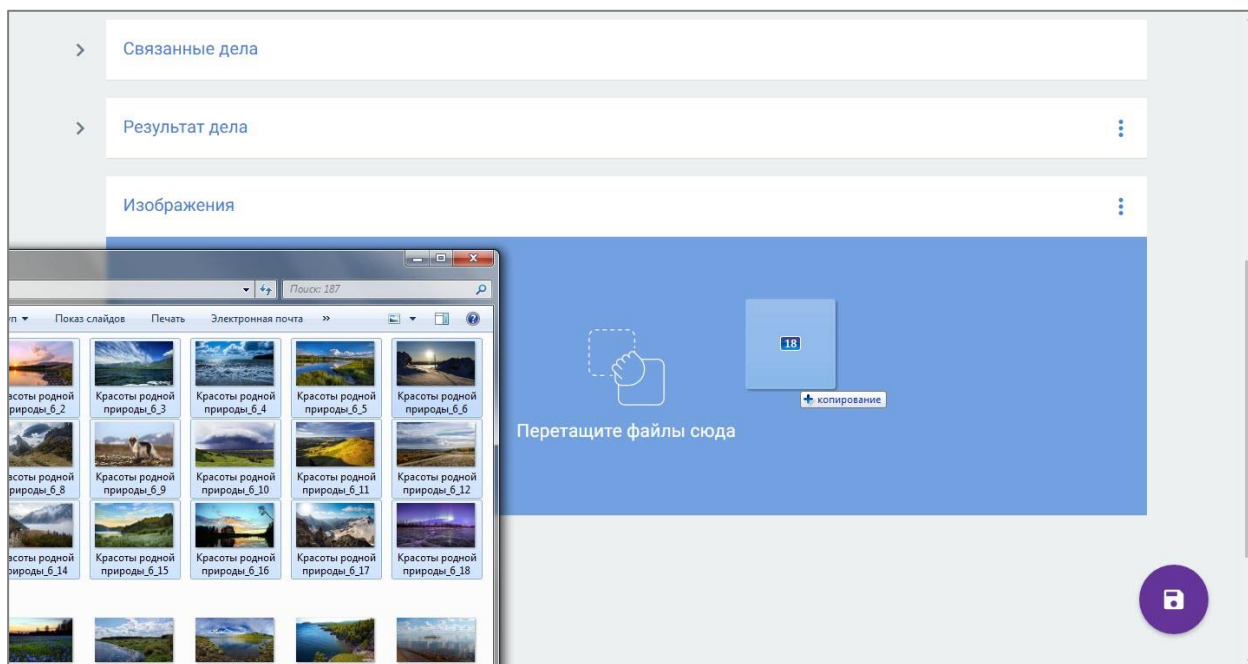 Связанные дела
Результат дела
Изображения
Поиск: 187
Показ слайдов Печать Электронная почта »
Красоты родной Красоты родной Красоты родной Красоты родной
природы_6_3 природы_6_4 природы_6_5 природы_6_6
18
копирование
Перетащите файлы сюда
Красоты родной Красоты родной Красоты родной Красоты родной
природы_6_9 природы_6_10 природы_6_11 природы_6_12
Красоты родной Красоты родной Красоты родной Красоты родной
природы_6_15 природы_6_16 природы_6_17 природы_6_18